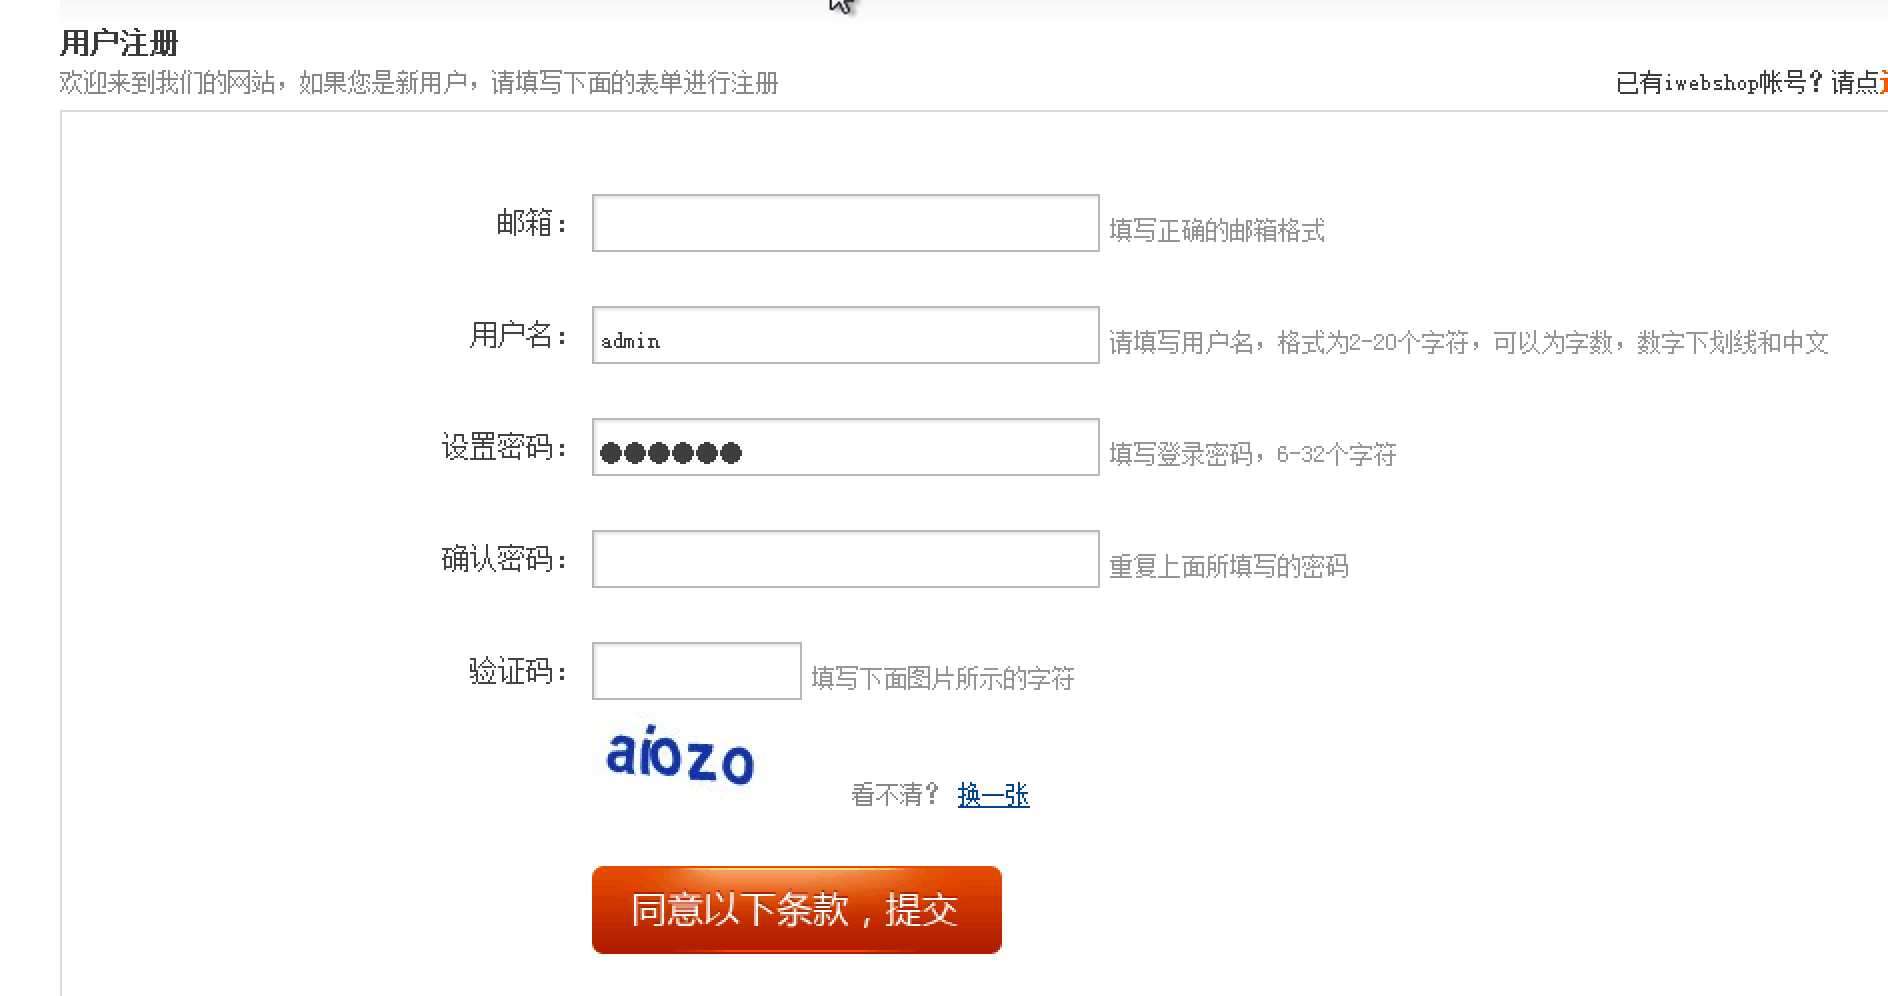 用户注册
欢迎来到我们的网站，如果您是新用户，请填写下面的表单进行注册
已有iwebshop帐号？请点
邮箱：
填写正确的邮箱格式
用户名：
admin
请填写用户名，格式为2-20个字符，可以为字数，数字下划线和中文
设置密码：
●●●●●●
填写登录密码，6-32个字符
确认密码：
重复上面所填写的密码
验证码：
填写下面图片所示的字符
aiozo
看不清？ 换一张
同意以下条款，提交